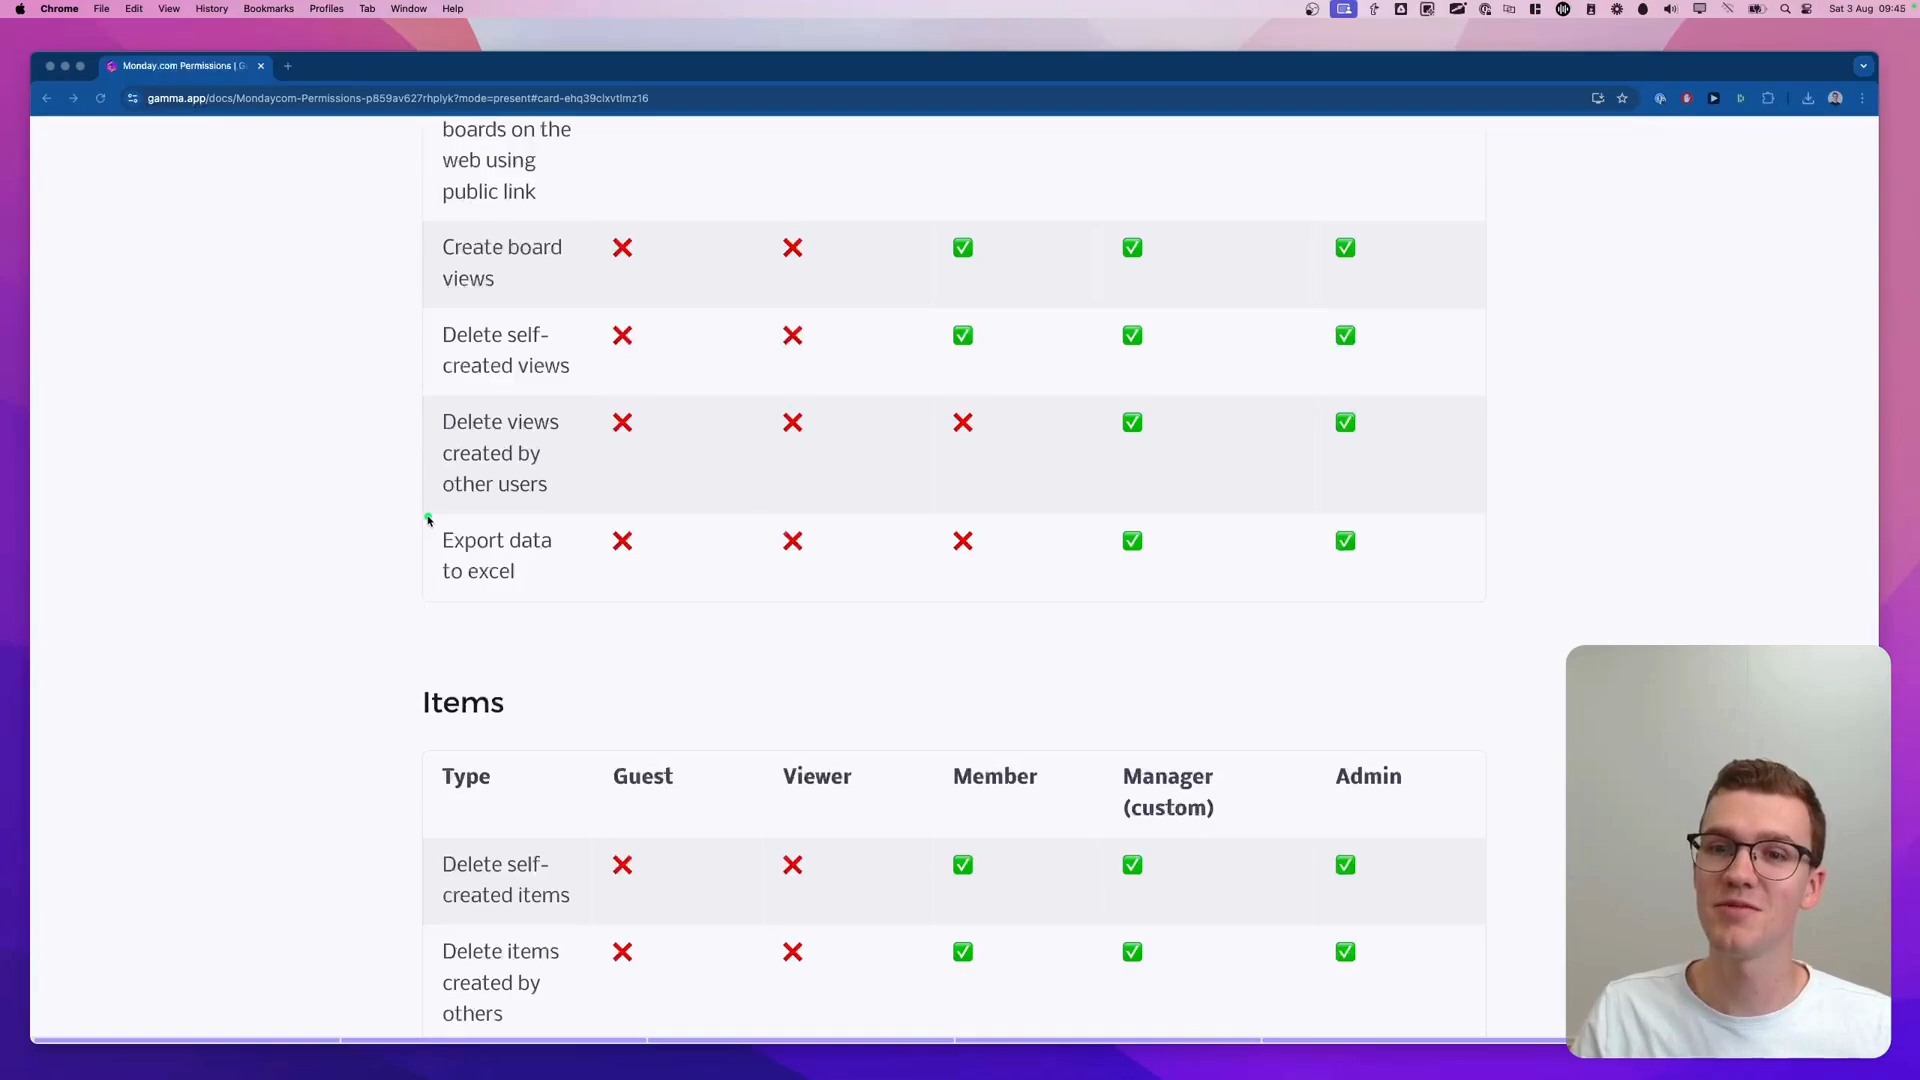 Chrome File Edit View History Bookmarks Profiles Tab Window Help
Sat 3 Aug 09:45
Monday.com Permissions | G
gamma.app/docs/Mondaycom-Permissions-p859av627rhplyk?mode=present#card-ehq39clxvtlmz16
boards on the
web using
public link
Create board
views
Delete self-
created views
Delete views
created by
other users
Export data
to excel
Items
Type Guest Viewer Member Manager Admin
(custom)
Delete self-
created items
Delete items
created by
others